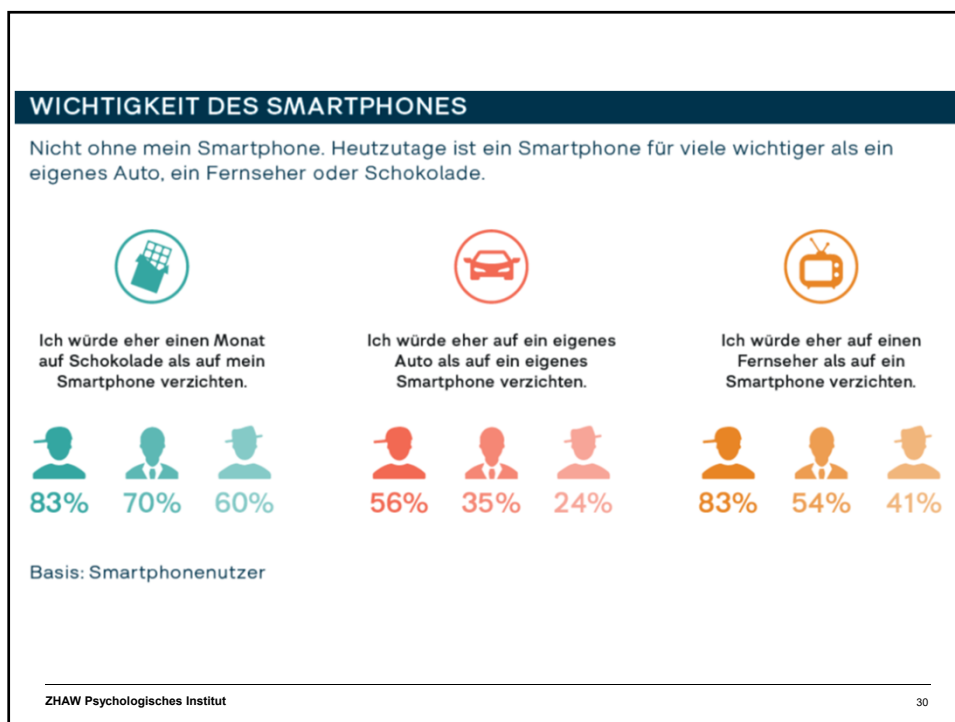 WICHTIGKEIT DES SMARTPHONES
Nicht ohne mein Smartphone. Heutzutage ist ein Smartphone für viele wichtiger als ein
eigenes Auto, ein Fernseher oder Schokolade.
Ich würde eher einen Monat
auf Schokolade als auf mein
Smartphone verzichten.
83% 70% 60%
Ich würde eher auf ein eigenes
Auto als auf ein eigenes
Smartphone verzichten.
56% 35% 24%
Ich würde eher auf einen
Fernseher als auf ein
Smartphone verzichten.
83% 54% 41%
Basis: Smartphonenutzer
ZHAW Psychologisches Institut
30